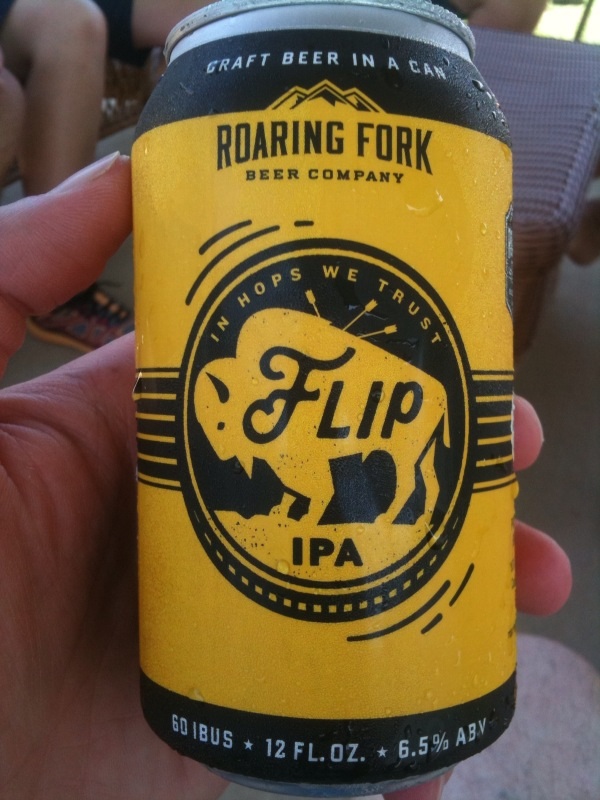 CRAFT BEER IN A CAN
ROARING FORK
BEER COMPANY
IN HOPS WE TRUST
FLIP
IPA
60 IBUS ★ 12 FL.OZ. ★ 6.5% ABV